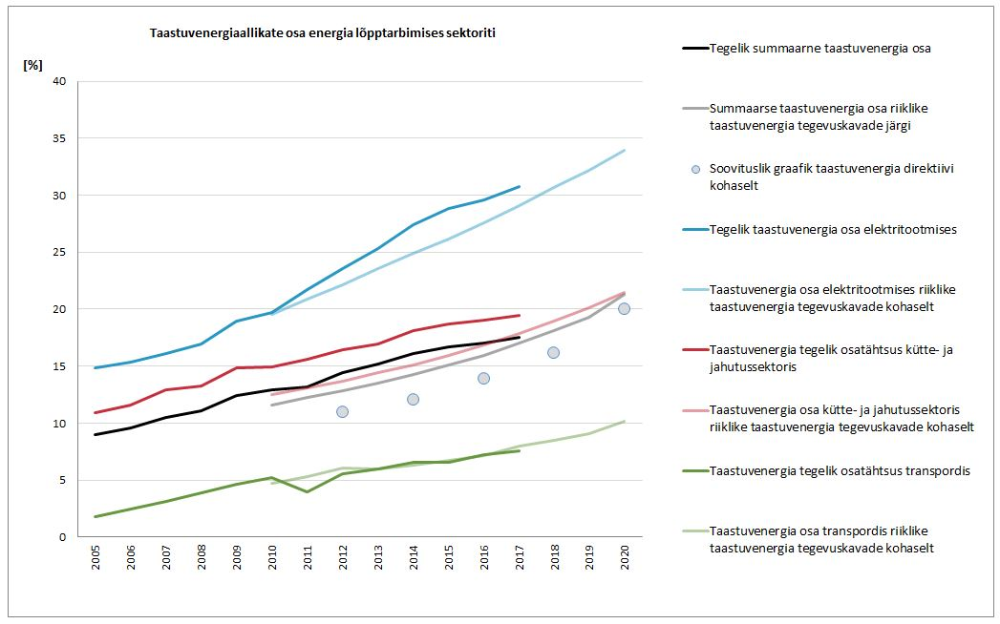 Taastuvenergiaallikate osa energia lõpptarbimises sektoriti
[%]
40
35
30
25
20
15
10
5
0
2005
2006
2007
2008
2009
2010
2011
2012
2013
2014
2015
2016
2017
2018
2019
2020
Tegelik summaarne taastuvenergia osa
Summaarse taastuvenergia osa riiklike
taastuvenergia tegevuskavade järgi
Soovituslik graafik taastuvenergia direktiivi
kohaselt
Tegelik taastuvenergia osa elektritootmises
Taastuvenergia osa elektritootmises riiklike
taastuvenergia tegevuskavade kohaselt
Taastuvenergia tegelik osatähtsus kütte- ja
jahutussektoris
Taastuvenergia osa kütte- ja jahutussektoris
riiklike taastuvenergia tegevuskavade kohaselt
Taastuvenergia tegelik osatähtsus transpordis
Taastuvenergia osa transpordis riiklike
taastuvenergia tegevuskavade kohaselt